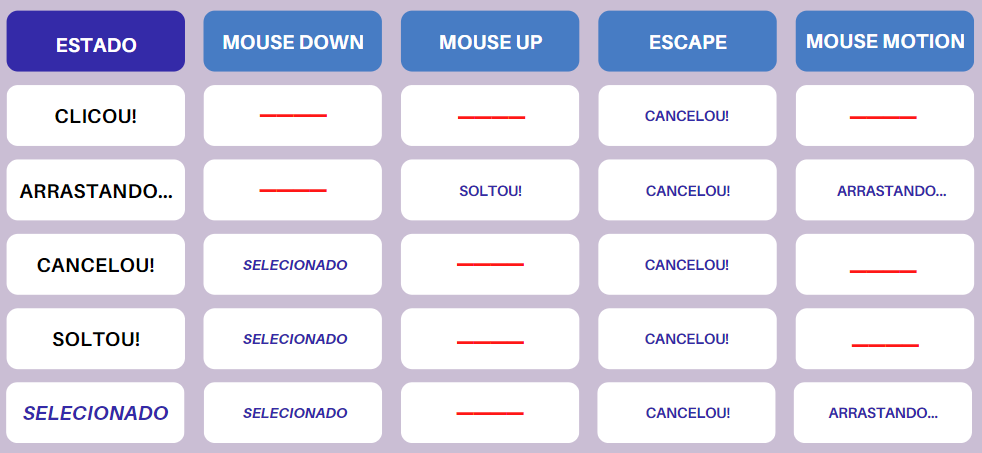 ESTADO MOUSE DOWN MOUSE UP ESCAPE MOUSE MOTION
CLICOU! ———— ———— CANCELOU! ————
ARRASTANDO... ———— SOLTOU! CANCELOU! ARRASTANDO...
CANCELOU! SELECIONADO ———— CANCELOU! ————
SOLTOU! SELECIONADO ———— CANCELOU! ————
SELECIONADO SELECIONADO ———— CANCELOU! ARRASTANDO...